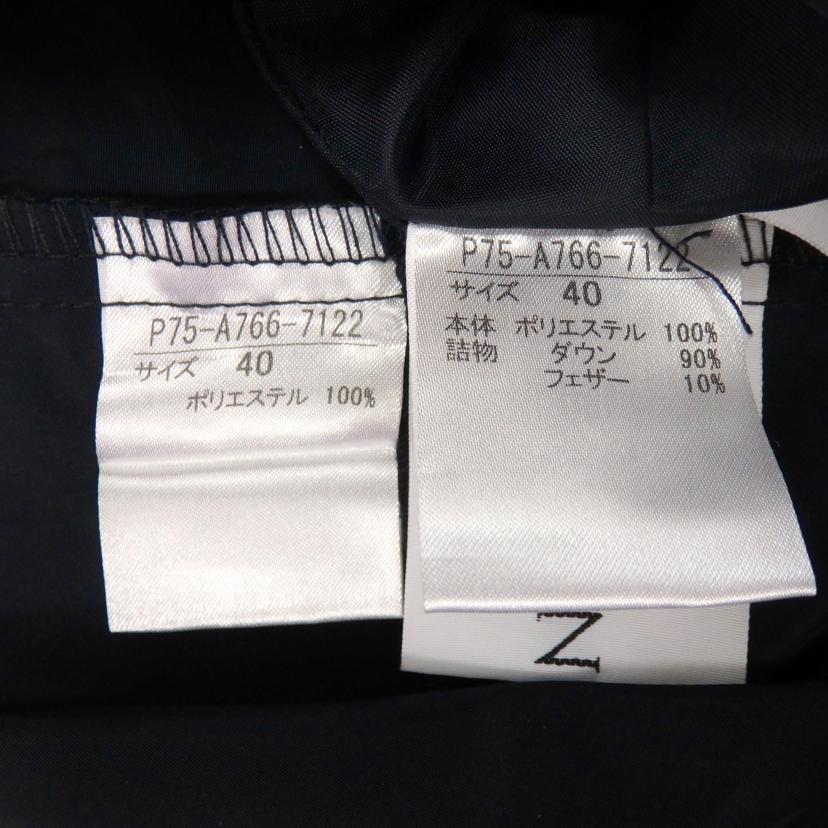 P75-A766-7122
サイズ 40
ポリエステル 100%
P75-A766-7122
サイズ 40
本体 ポリエステル 100%
詰物 ダウン 90%
フェザー 10%
Z